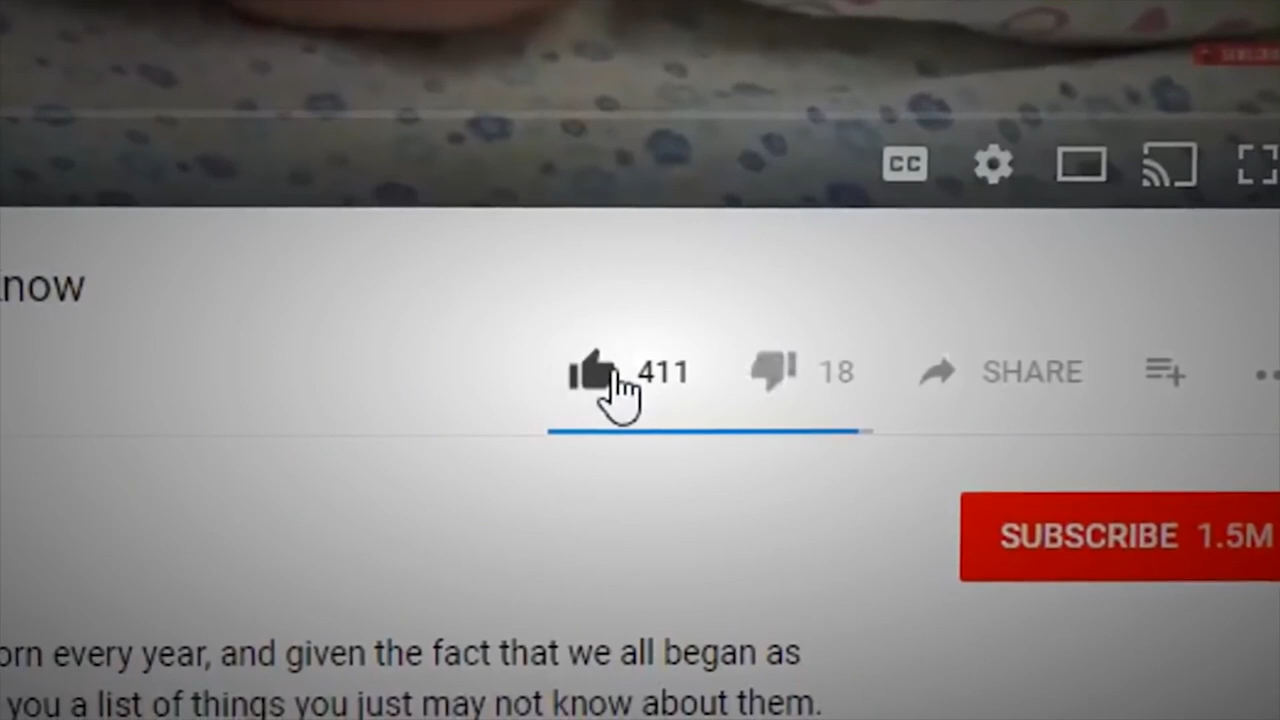 CC
now
411 18 SHARE
SUBSCRIBE 1.5M
orn every year, and given the fact that we all began as
you a list of things you just may not know about them.